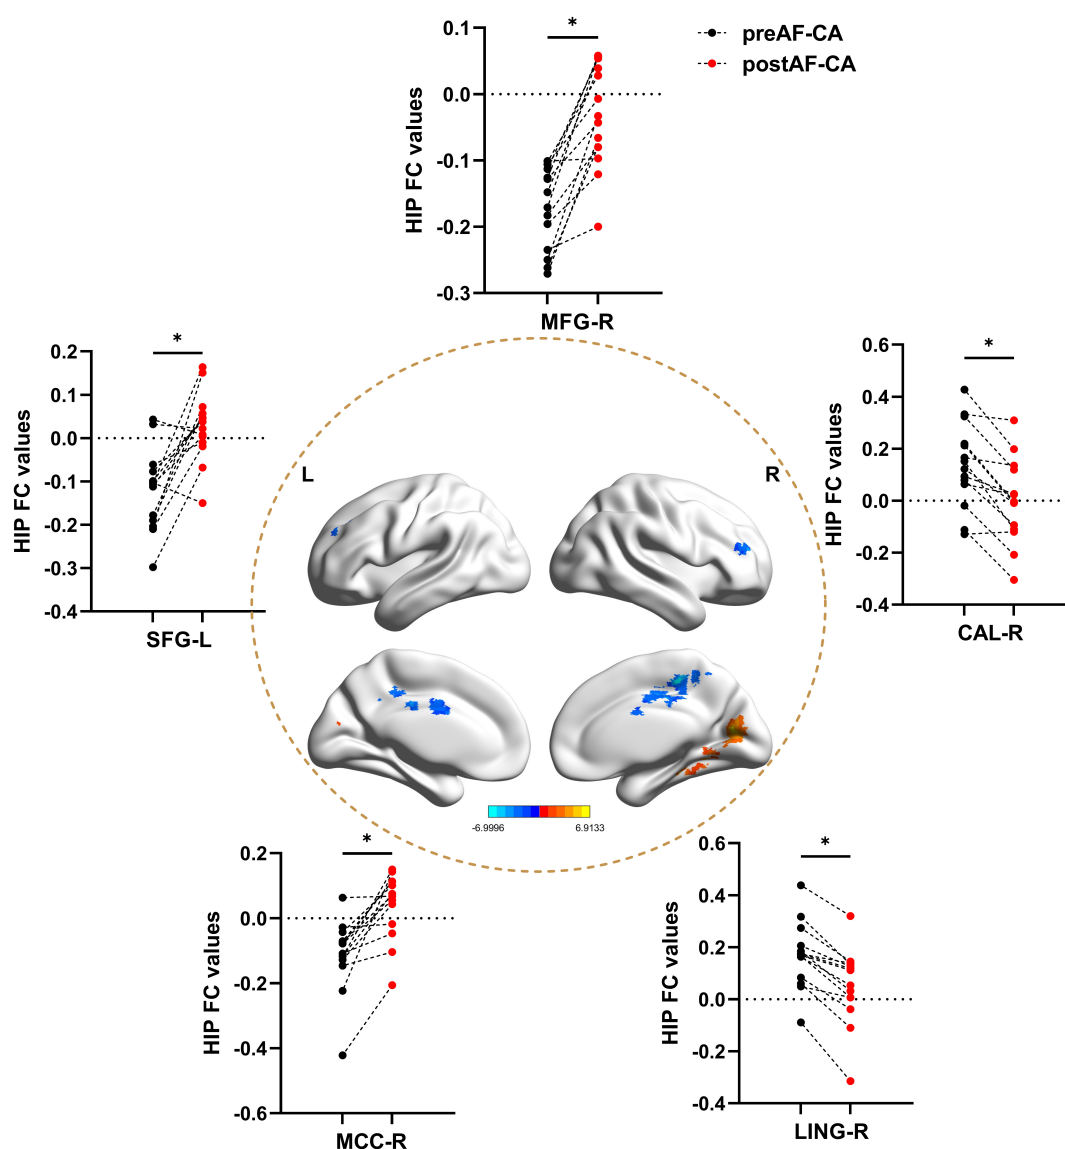 *
preAF-CA
postAF-CA
0.1
0.0
-0.1
-0.2
-0.3
HIP FC values
MFG-R
*
0.2
0.1
0.0
-0.1
-0.2
-0.3
-0.4
HIP FC values
SFG-L
*
0.6
0.4
0.2
0.0
-0.2
-0.4
HIP FC values
CAL-R
L
R
-6.9996
6.9133
*
0.2
0.0
-0.2
-0.4
-0.6
HIP FC values
MCC-R
*
0.6
0.4
0.2
0.0
-0.2
-0.4
HIP FC values
LING-R